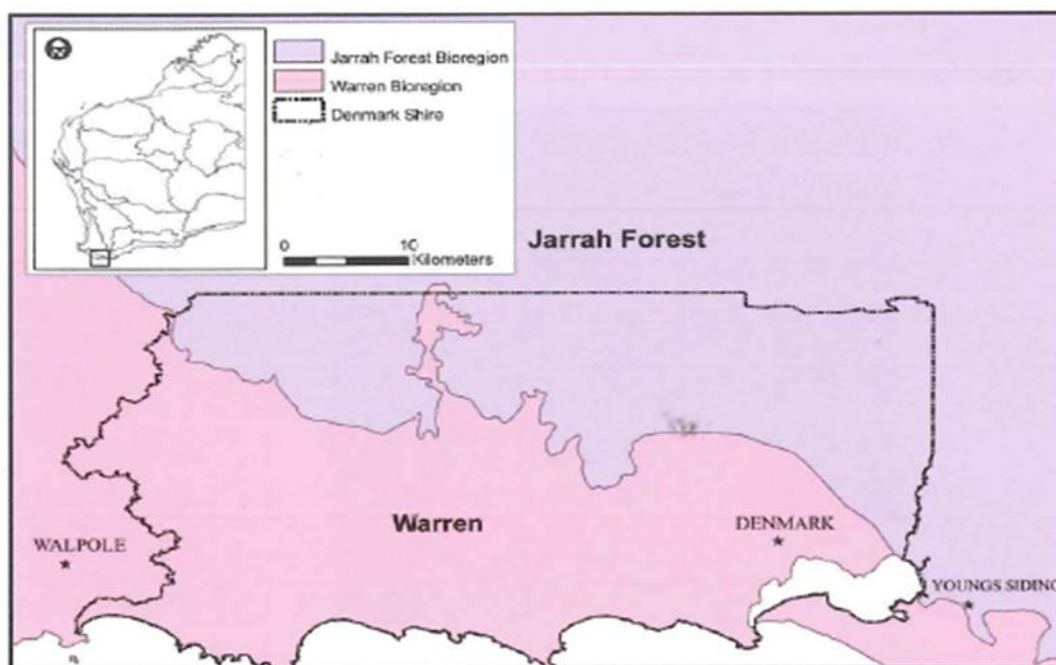 Jarrah Forest Bioregion
Warren Bioregion
Denmark Shire
0 10
Kilometers
Jarrah Forest
Warren
DENMARK
WALPOLE
YOUNGS SIDING